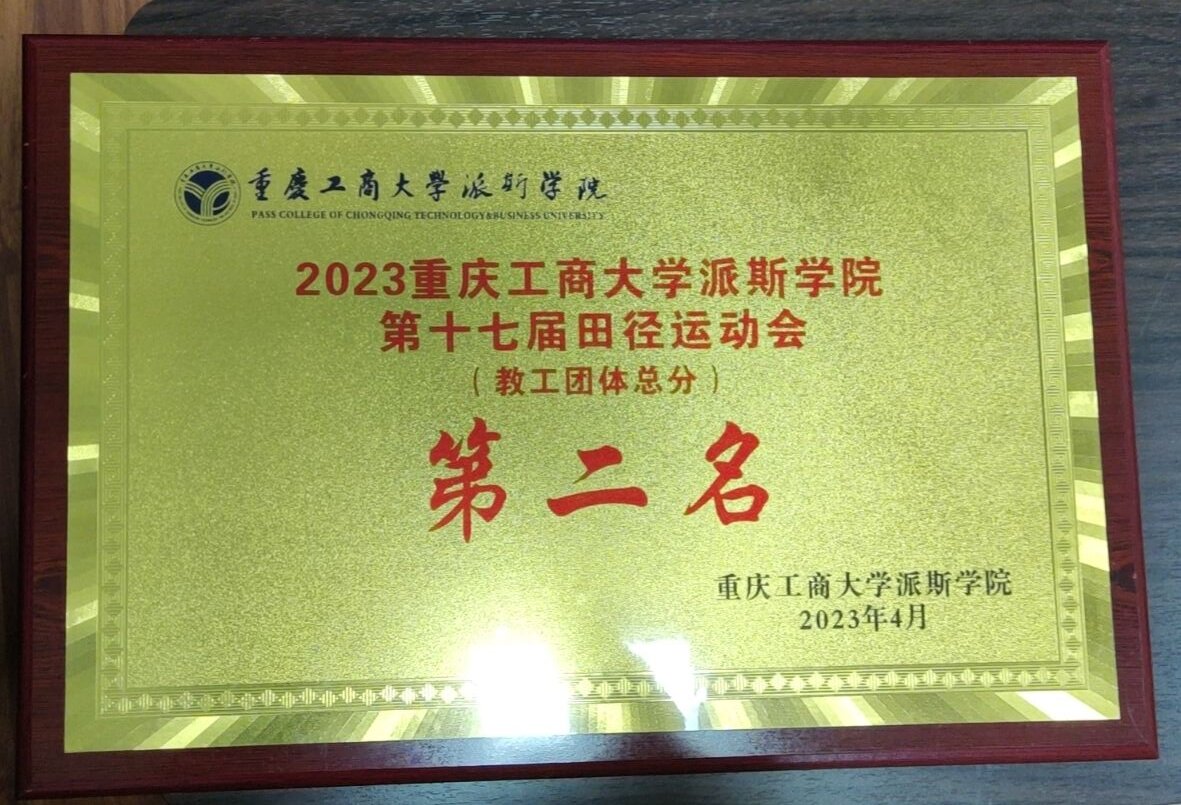 重慶工商大學派斯学院
PASS COLLEGE OF CHONGQING TECHNOLOGY&BUSINESS UNIVERSITY
2023重庆工商大学派斯学院
第十七届田径运动会
（教工团体总分）
第二名
重庆工商大学派斯学院
2023年4月